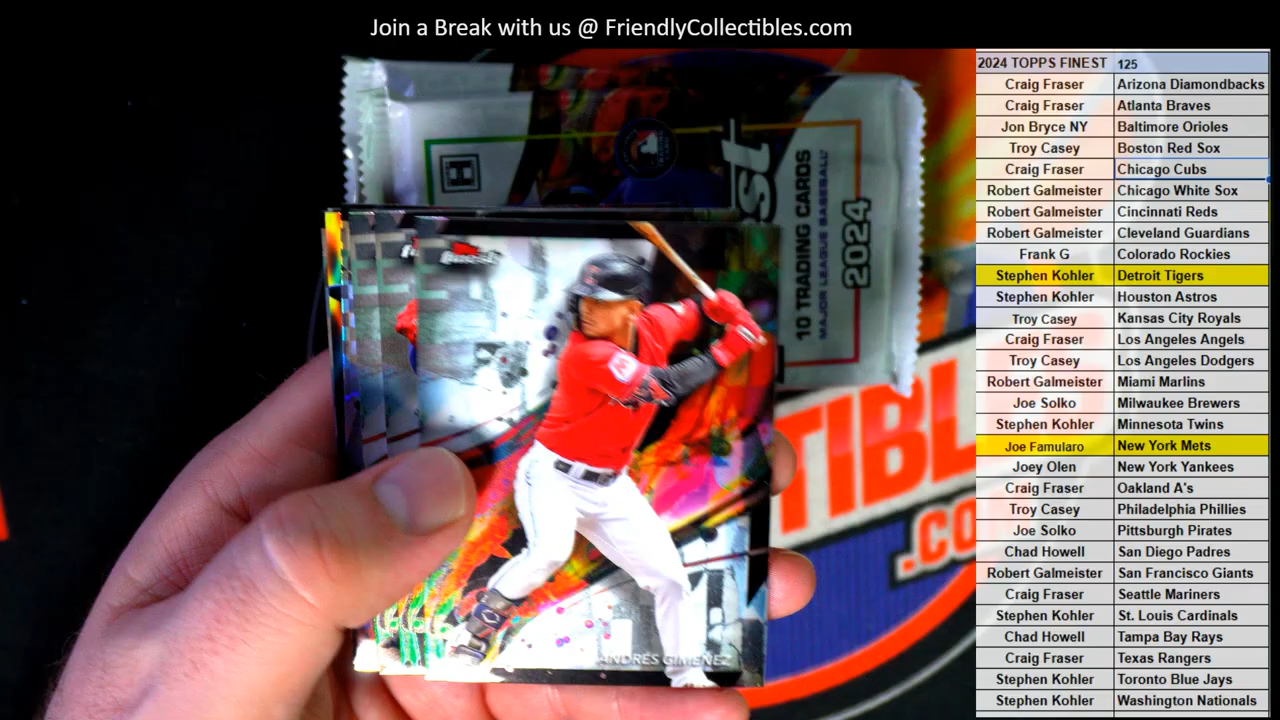 Join a Break with us @ FriendlyCollectibles.com
2024 TOPPS FINEST 125
Craig Fraser Arizona Diamondbacks
Craig Fraser Atlanta Braves
Jon Bryce NY Baltimore Orioles
Troy Casey Boston Red Sox
Craig Fraser Chicago Cubs
Robert Galmeister Chicago White Sox
Robert Galmeister Cincinnati Reds
Robert Galmeister Cleveland Guardians
Frank G Colorado Rockies
Stephen Kohler Detroit Tigers
Stephen Kohler Houston Astros
Troy Casey Kansas City Royals
Craig Fraser Los Angeles Angels
Troy Casey Los Angeles Dodgers
Robert Galmeister Miami Marlins
Joe Solko Milwaukee Brewers
Stephen Kohler Minnesota Twins
Joe Famularo New York Mets
Joey Olen New York Yankees
Craig Fraser Oakland A's
Troy Casey Philadelphia Phillies
Joe Solko Pittsburgh Pirates
Chad Howell San Diego Padres
Robert Galmeister San Francisco Giants
Craig Fraser Seattle Mariners
Stephen Kohler St. Louis Cardinals
Chad Howell Tampa Bay Rays
Craig Fraser Texas Rangers
Stephen Kohler Toronto Blue Jays
Stephen Kohler Washington Nationals
H
st
10 TRADING CARDS
MAJOR LEAGUE BASEBALL
2024
finest
ANDRÉS GIMÉNEZ
TIBL
.CO